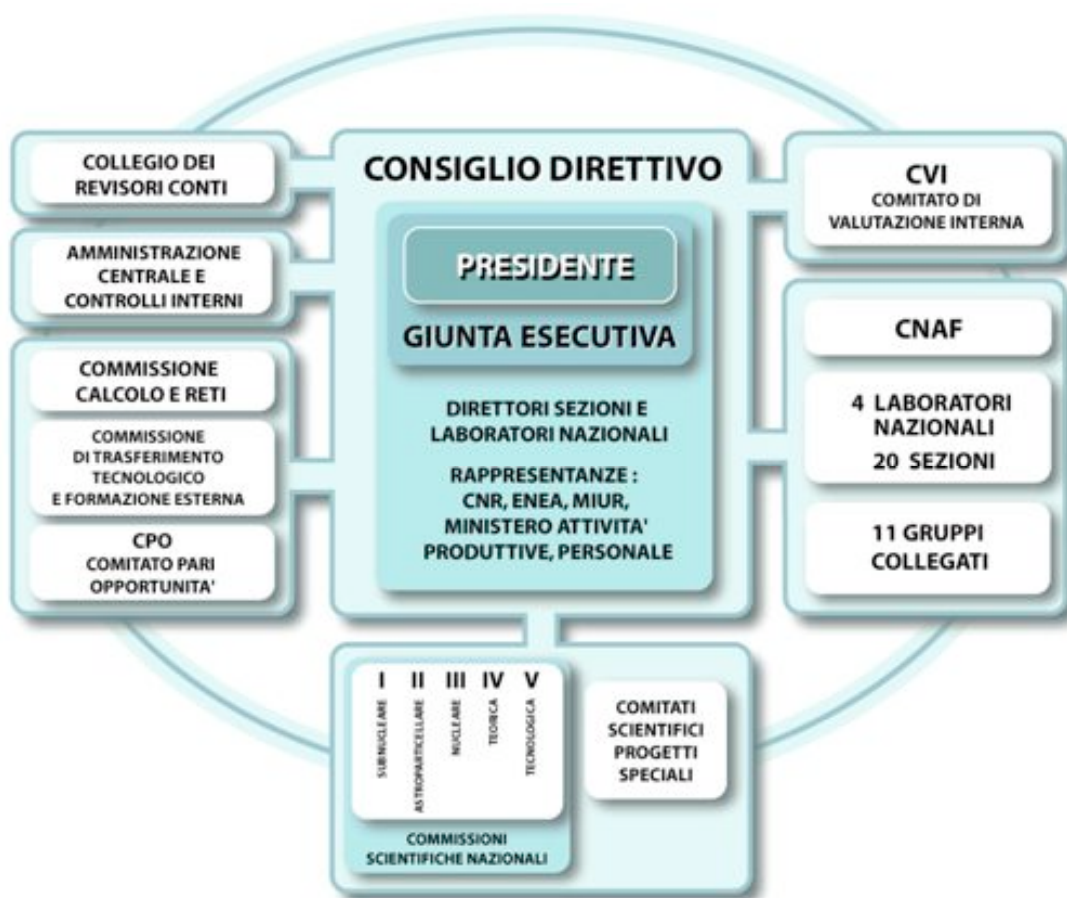 COLLEGIO DEI
REVISORI CONTI
AMMINISTRAZIONE
CENTRALE E
CONTROLLI INTERNI
COMMISSIONE
CALCOLO E RETI
COMMISSIONE
DI TRASFERIMENTO
TECNOLOGICO
E FORMAZIONE ESTERNA
CPO
COMITATO PARI
OPPORTUNITA'
CONSIGLIO DIRETTIVO
PRESIDENTE
GIUNTA ESECUTIVA
DIRETTORI SEZIONI E
LABORATORI NAZIONALI
RAPPRESENTANZE :
CNR, ENEA, MIUR,
MINISTERO ATTIVITA'
PRODUTTIVE, PERSONALE
CVI
COMITATO DI
VALUTAZIONE INTERNA
CNAF
4 LABORATORI
NAZIONALI
20 SEZIONI
11 GRUPPI
COLLEGATI
I II III IV V
SUBNUCLEARE
ASTROPARTICELLARE
NUCLEARE
TEORICA
TECNOLOGICA
COMMISSIONI
SCIENTIFICHE NAZIONALI
COMITATI
SCIENTIFICI
PROGETTI
SPECIALI